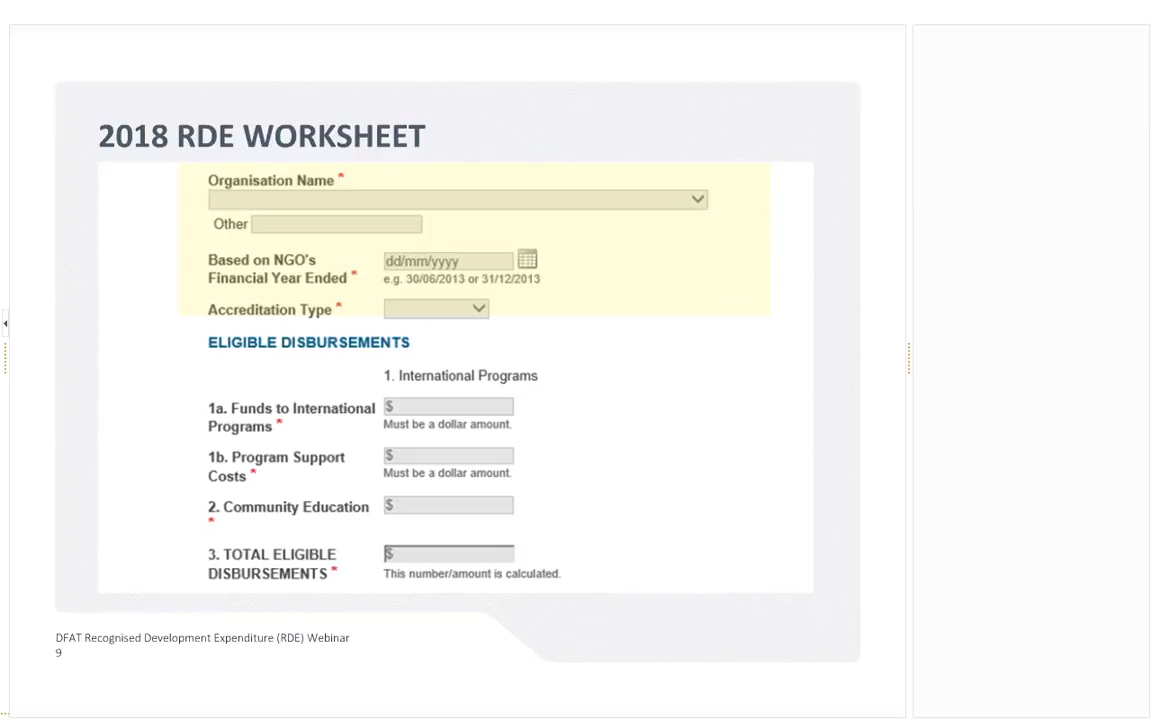 2018 RDE WORKSHEET
Organisation Name *
Other
Based on NGO's
Financial Year Ended *
dd/mm/yyyy
e.g. 30/06/2013 or 31/12/2013
Accreditation Type *
ELIGIBLE DISBURSEMENTS
1. International Programs
1a. Funds to International
Programs *
$
Must be a dollar amount.
1b. Program Support
Costs *
$
Must be a dollar amount.
2. Community Education
*
$
3. TOTAL ELIGIBLE
DISBURSEMENTS *
$
This number/amount is calculated.
DFAT Recognised Development Expenditure (RDE) Webinar
9